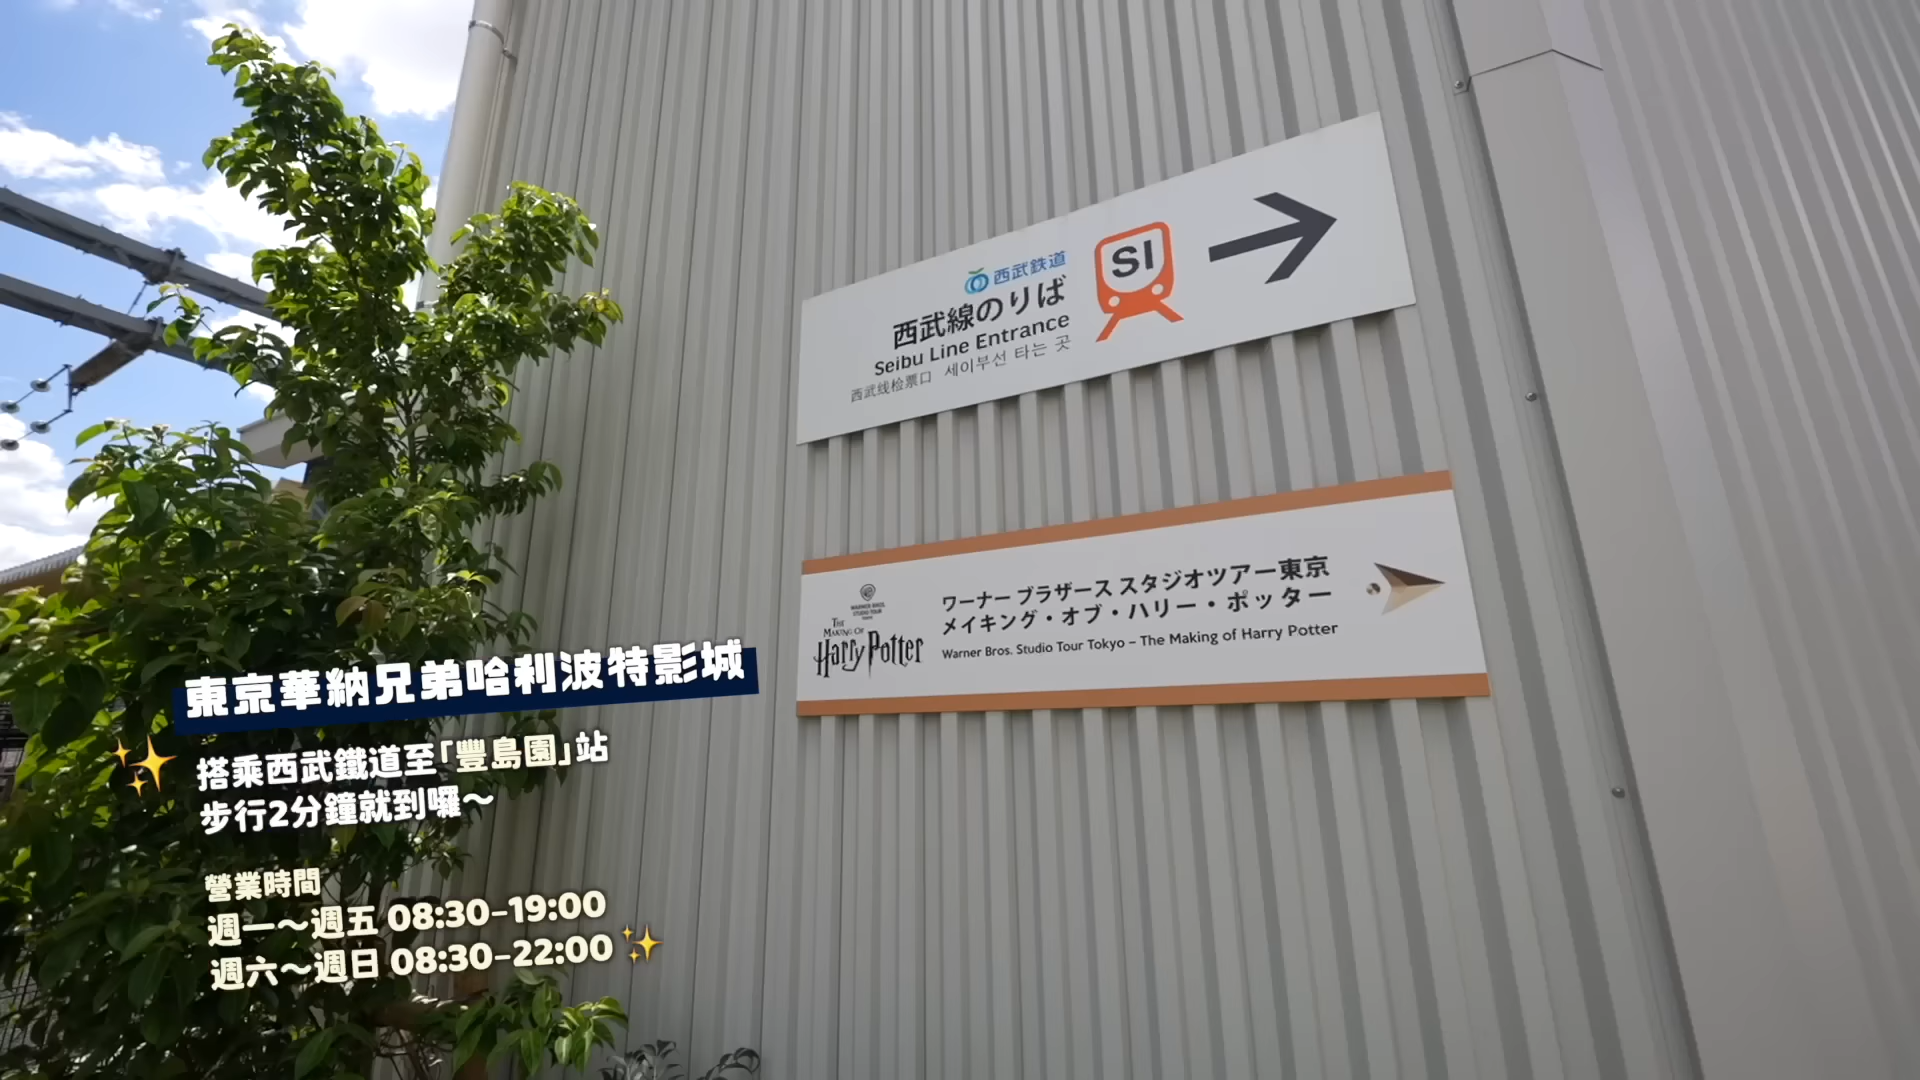 西武鉄道
西武線のりば
Seibu Line Entrance
西武线检票口 세이부선 타는 곳
SI
WARNER BROS.
STUDIO TOUR
THE
MAKING OF
Harry Potter
ワーナー ブラザース スタジオツアー東京
メイキング・オブ・ハリー・ポッター
Warner Bros. Studio Tour Tokyo – The Making of Harry Potter
東京華納兄弟哈利波特影城
搭乘西武鐵道至「豐島園」站
步行2分鐘就到囉～
營業時間
週一～週五 08:30-19:00
週六～週日 08:30-22:00